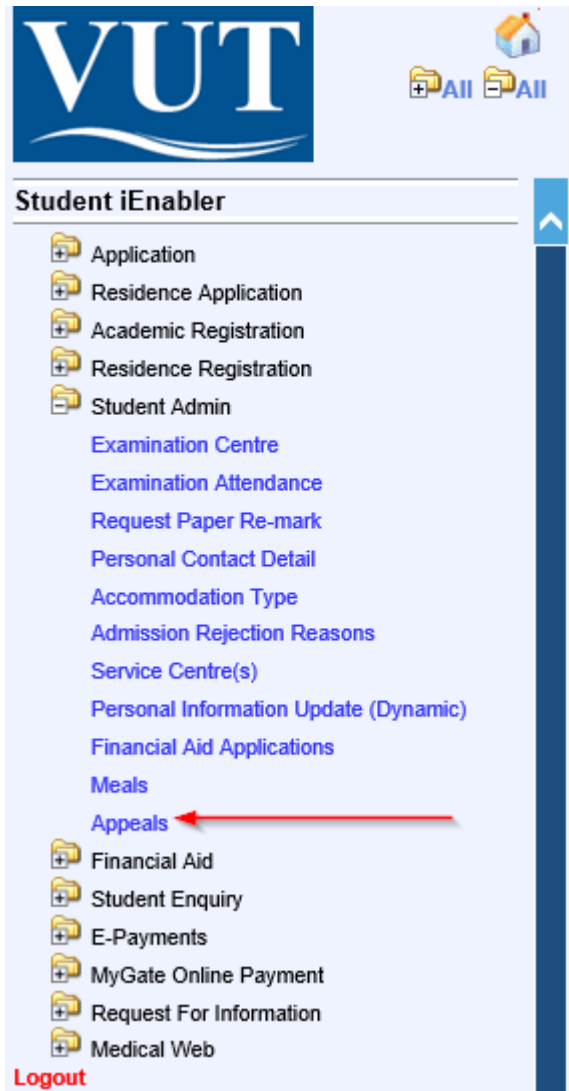 VUT
All All
Student iEnabler
Application
Residence Application
Academic Registration
Residence Registration
Student Admin
Examination Centre
Examination Attendance
Request Paper Re-mark
Personal Contact Detail
Accommodation Type
Admission Rejection Reasons
Service Centre(s)
Personal Information Update (Dynamic)
Financial Aid Applications
Meals
Appeals
Financial Aid
Student Enquiry
E-Payments
MyGate Online Payment
Request For Information
Medical Web
Logout